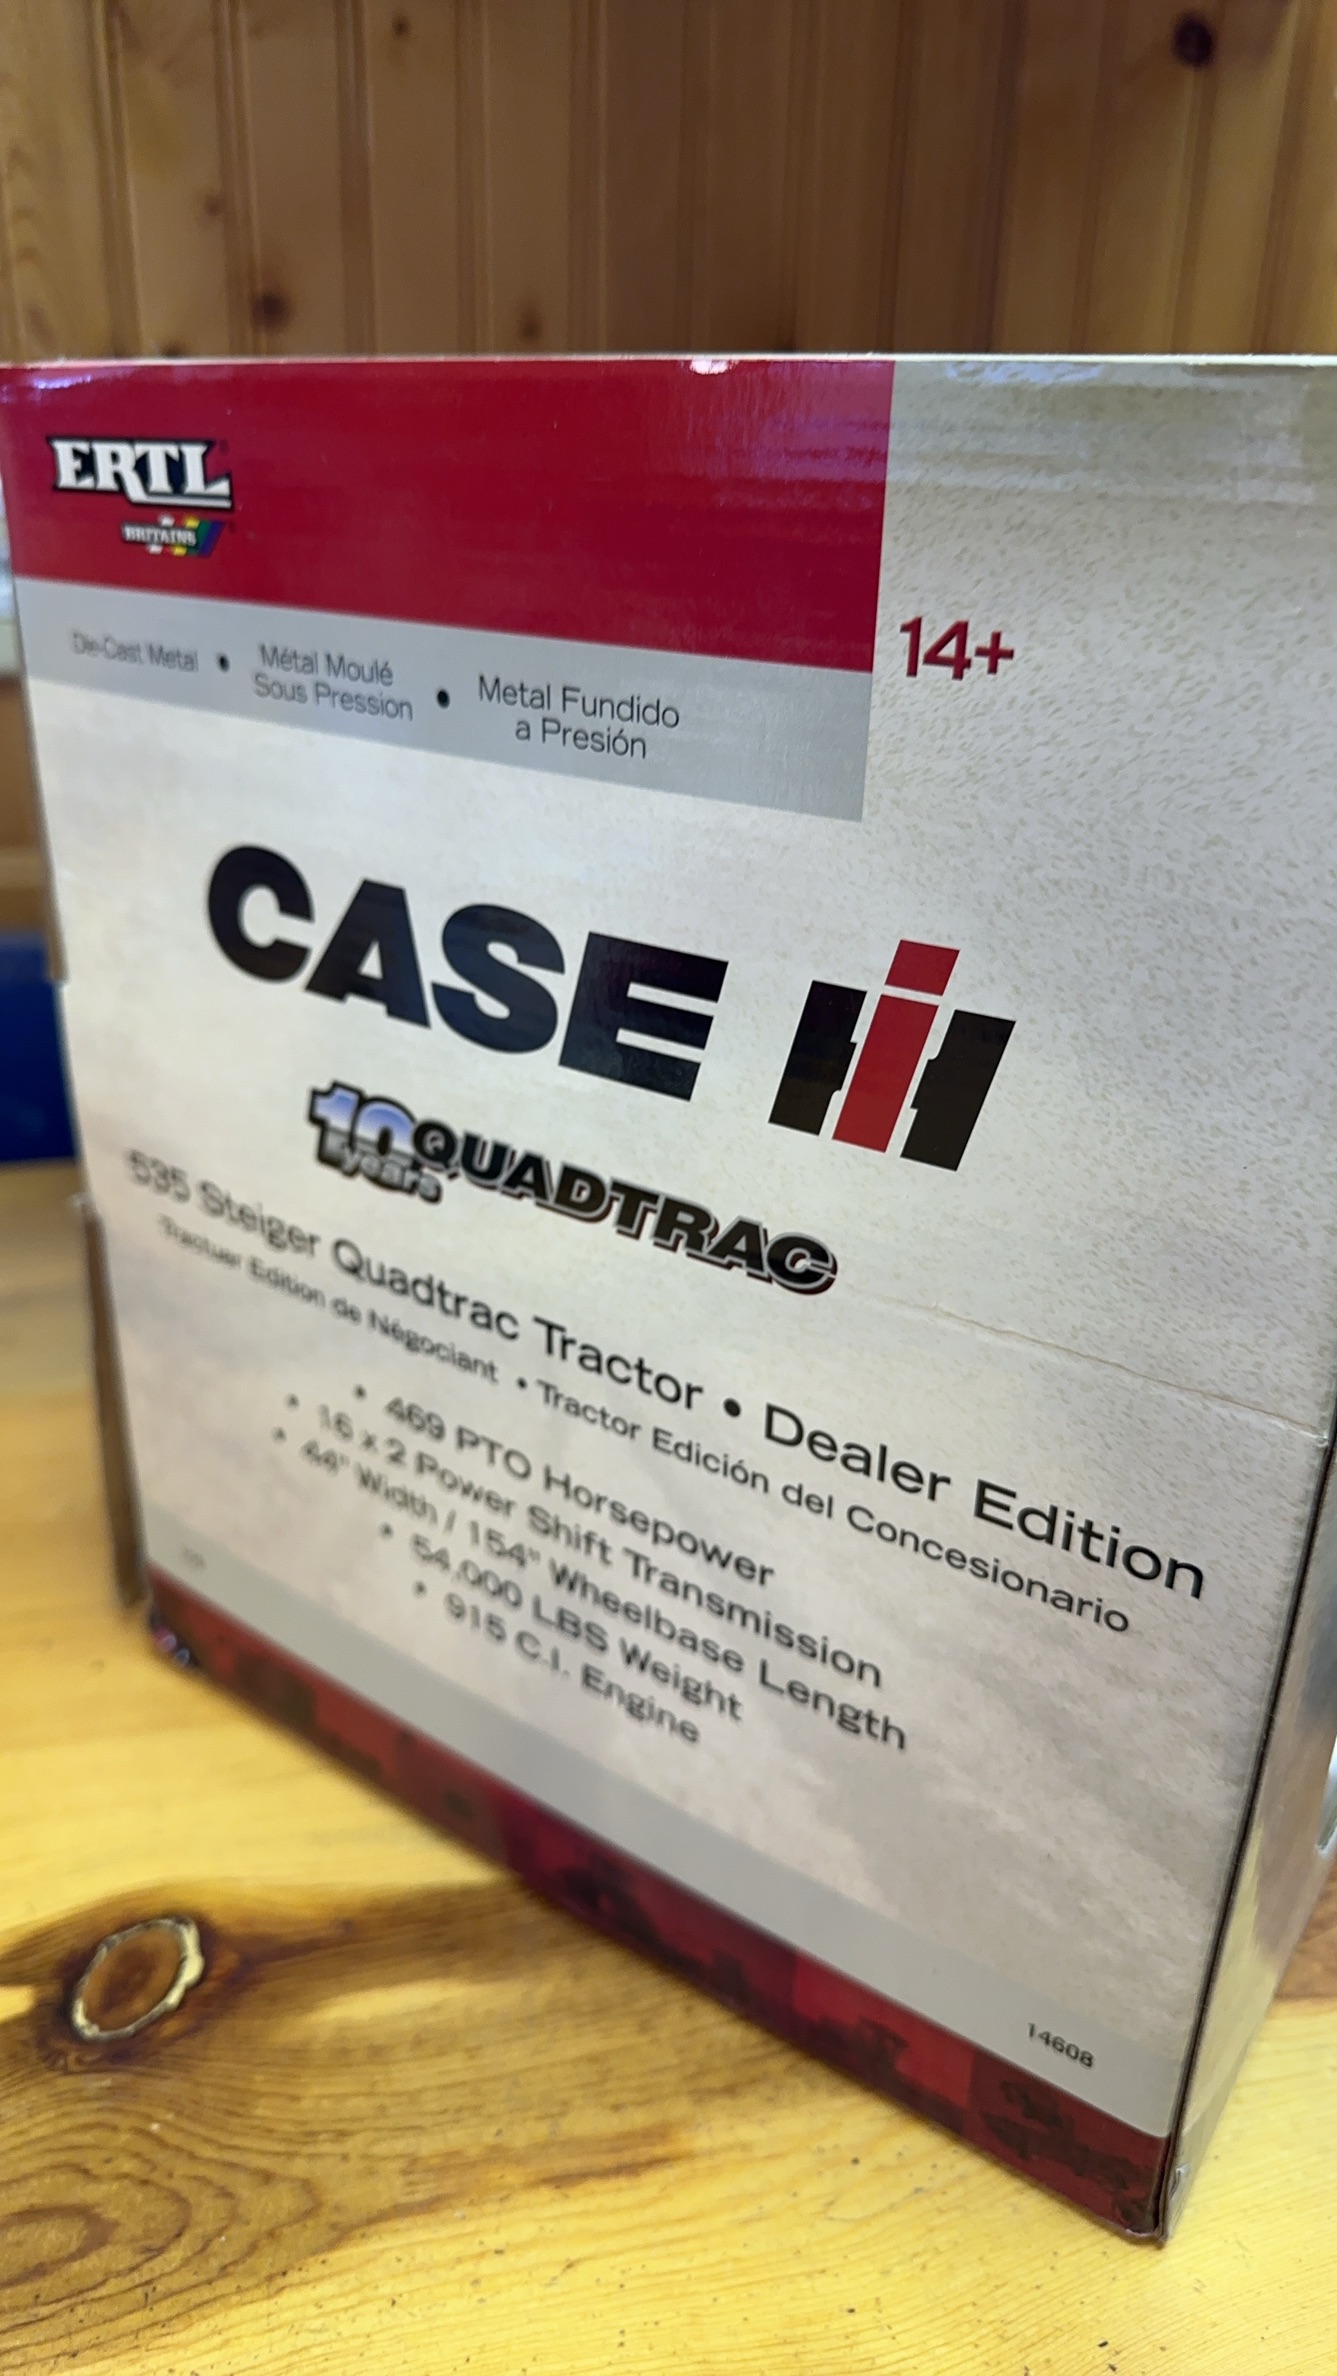 ERTL
BRITAINS
Die-Cast Metal • Métal Moulé
Sous Pression • Metal Fundido
a Presión
14+
CASE IH
10 years QUADTRAC
535 Steiger Quadtrac Tractor • Dealer Edition
Tractuer Edition de Négociant • Tractor Edición del Concesionario
• 469 PTO Horsepower
• 16 x 2 Power Shift Transmission
• 44" Width / 154" Wheelbase Length
• 54,000 LBS Weight
• 915 C.I. Engine
14608